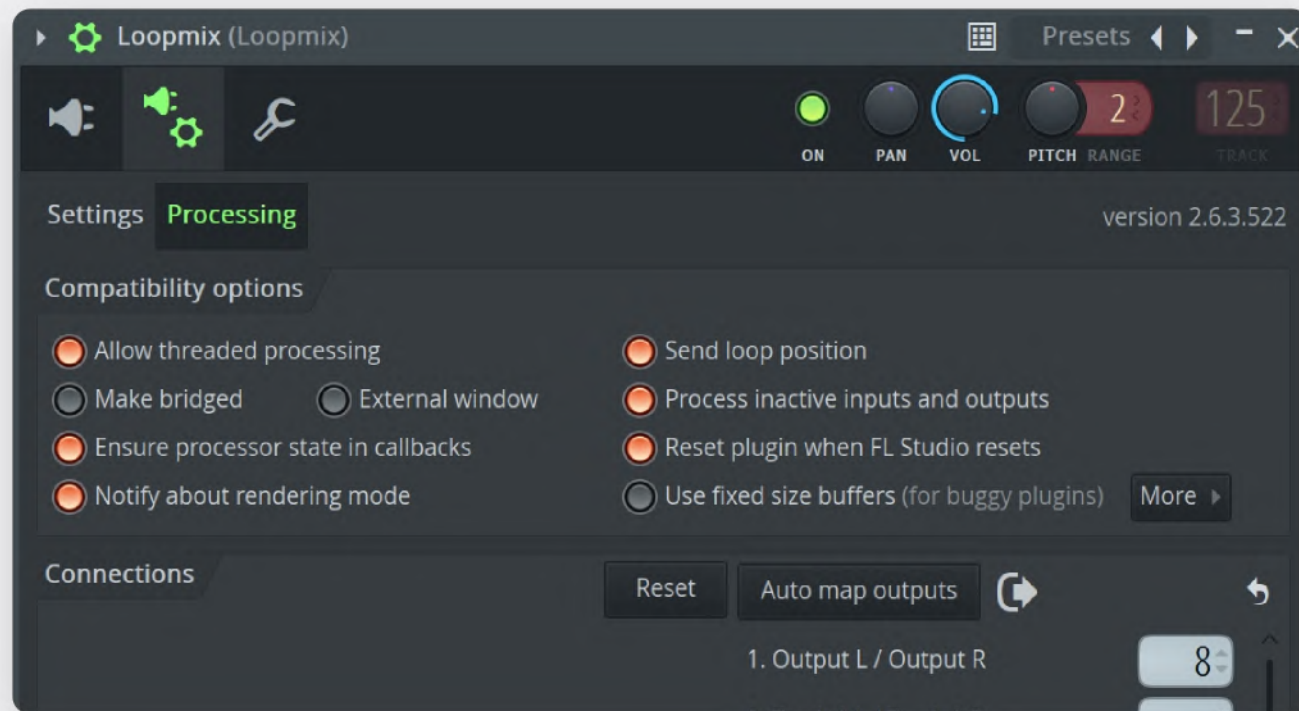 Loopmix (Loopmix) Presets
ON PAN VOL PITCH RANGE 2 125 TRACK
Settings Processing version 2.6.3.522
Compatibility options
Allow threaded processing Send loop position
Make bridged External window Process inactive inputs and outputs
Ensure processor state in callbacks Reset plugin when FL Studio resets
Notify about rendering mode Use fixed size buffers (for buggy plugins) More
Connections Reset Auto map outputs
1. Output L / Output R 8